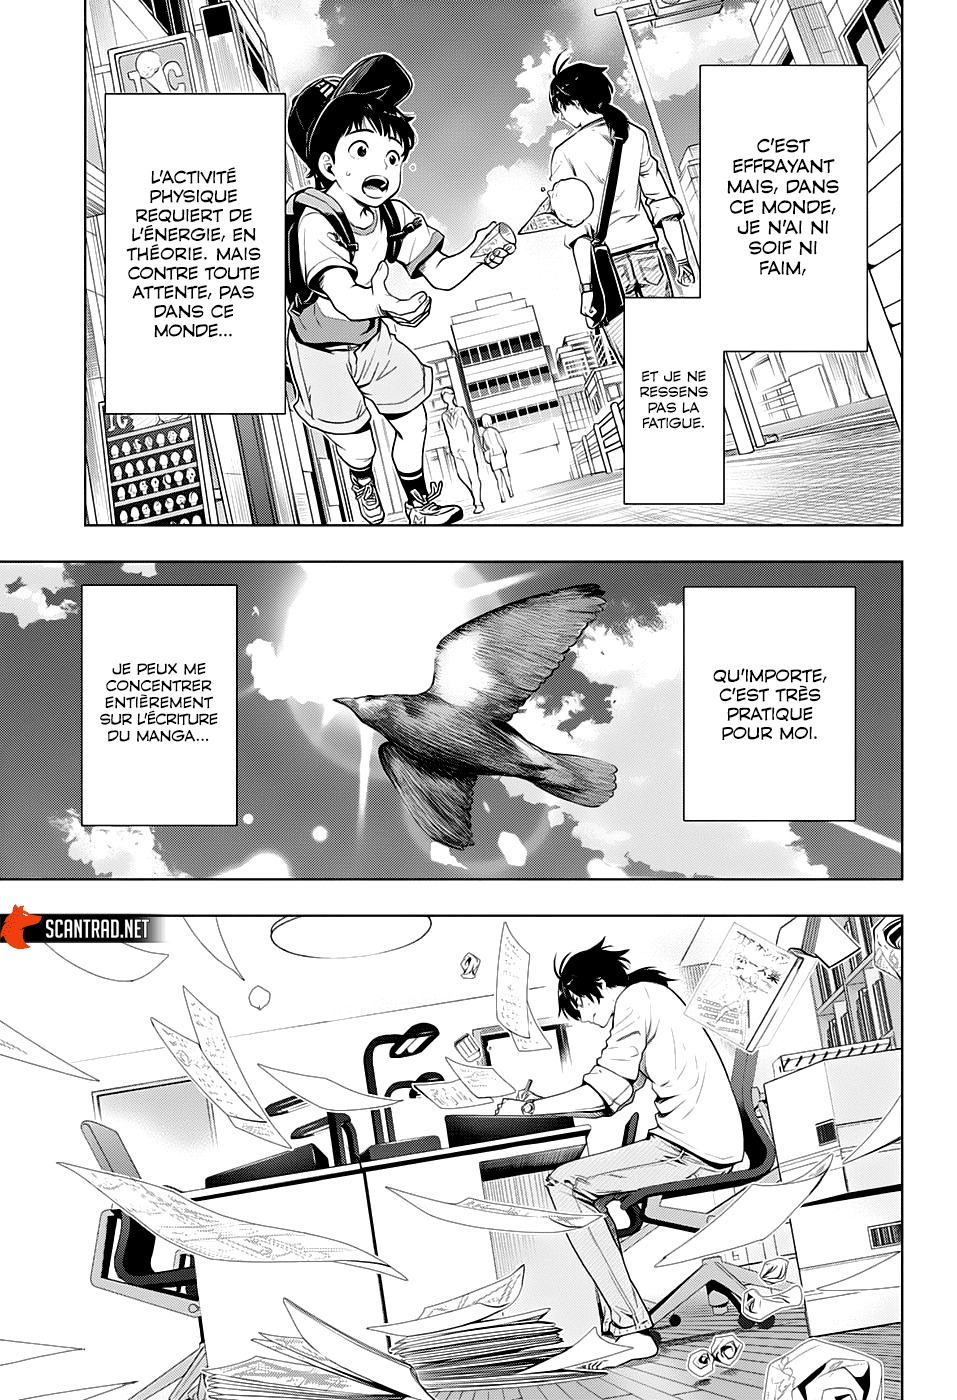 C'EST
EFFRAYANT
MAIS, DANS
CE MONDE,
JE N'AI NI
SOIF NI
FAIM,
ET JE NE
RESSENS
PAS LA
FATIGUE.
L'ACTIVITÉ
PHYSIQUE
REQUIERT DE
L'ÉNERGIE, EN
THÉORIE. MAIS
CONTRE TOUTE
ATTENTE, PAS
DANS CE
MONDE...
QU'IMPORTE,
C'EST TRÈS
PRATIQUE
POUR MOI.
JE PEUX ME
CONCENTRER
ENTIÈREMENT
SUR L'ÉCRITURE
DU MANGA...
SCANTRAD.NET